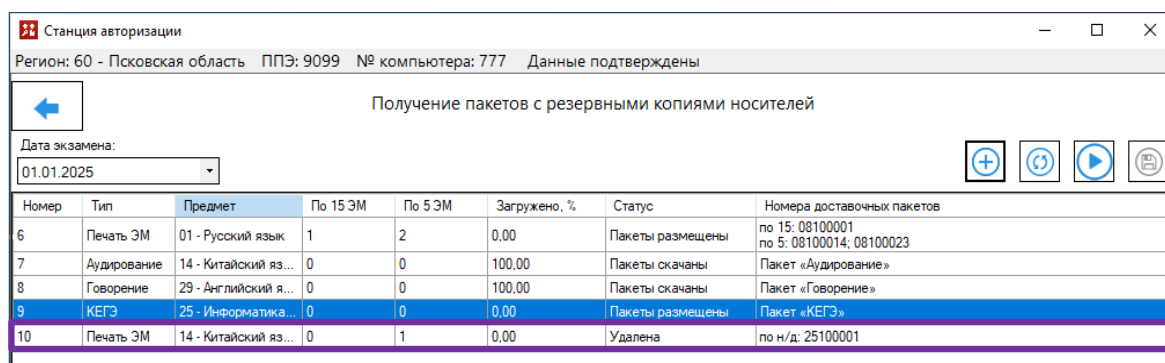 Станция авторизации
Регион: 60 - Псковская область ППЭ: 9099 № компьютера: 777 Данные подтверждены
Получение пакетов с резервными копиями носителей
Дата экзамена:
01.01.2025
Номер Тип Предмет По 15 ЭМ По 5 ЭМ Загружено, % Статус Номера доставочных пакетов
6 Печать ЭМ 01 - Русский язык 1 2 0,00 Пакеты размещены по 15: 08100001
по 5: 08100014; 08100023
7 Аудирование 14 - Китайский яз... 0 0 100,00 Пакеты скачаны Пакет «Аудирование»
8 Говорение 29 - Английский я... 0 0 100,00 Пакеты скачаны Пакет «Говорение»
9 КЕГЭ 25 - Информатика... 0 0 0,00 Пакеты размещены Пакет «КЕГЭ»
10 Печать ЭМ 14 - Китайский яз... 0 1 0,00 Удалена по н/д: 25100001